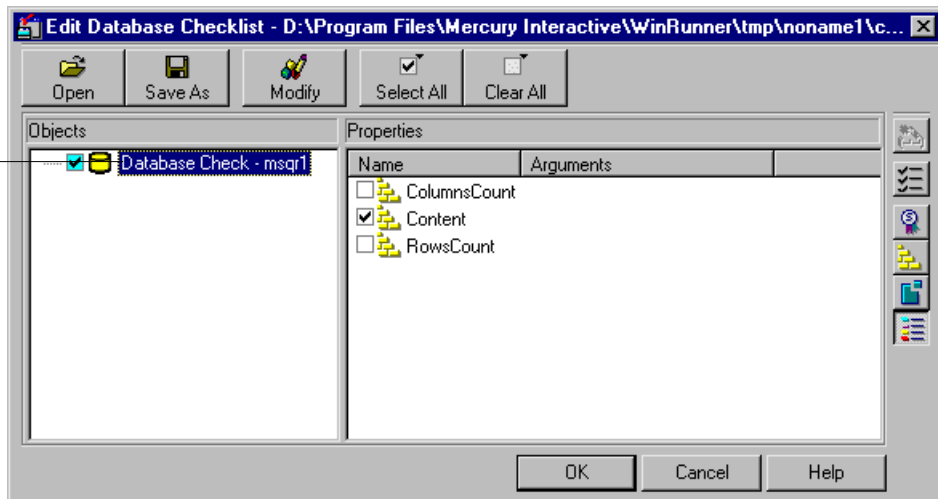 Edit Database Checklist - D:\Program Files\Mercury Interactive\WinRunner\tmp\noname1\c...
Open Save As Modify Select All Clear All
Objects Properties
Database Check - msqr1 Name Arguments
ColumnsCount
Content
RowsCount
OK Cancel Help